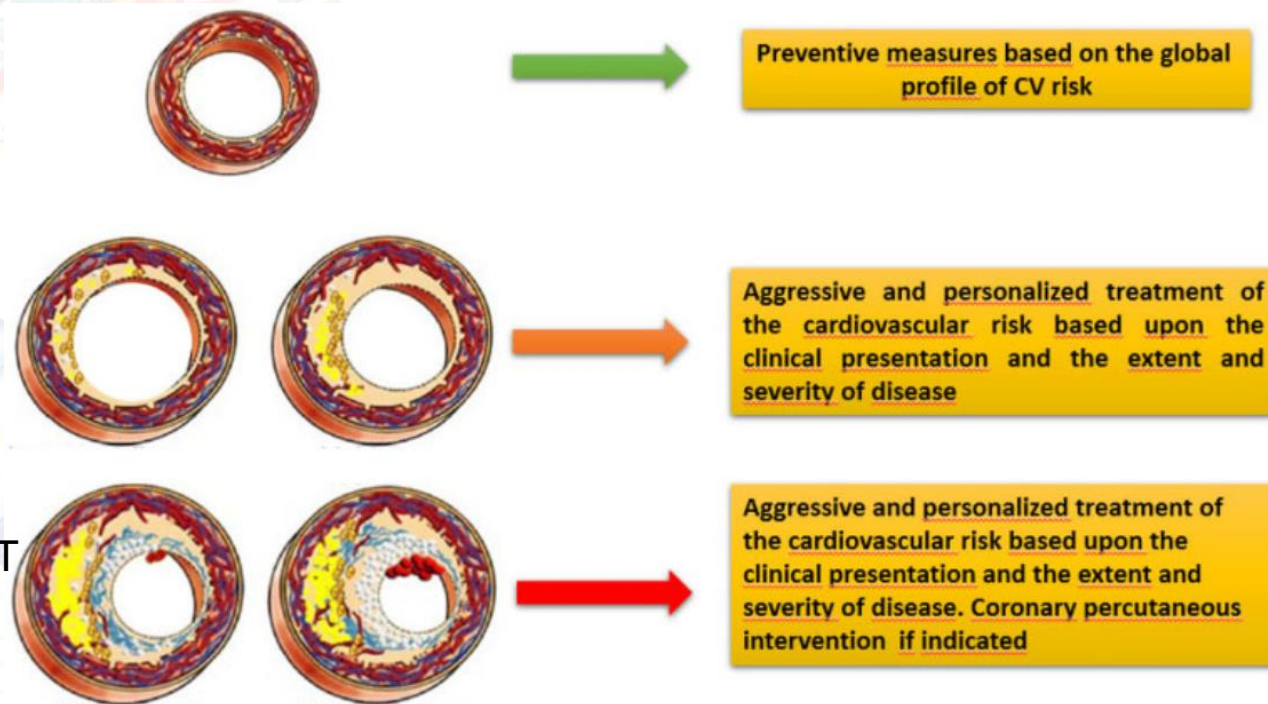 Preventive measures based on the global
profile of CV risk
Aggressive and personalized treatment of
the cardiovascular risk based upon the
clinical presentation and the extent and
severity of disease
T
Aggressive and personalized treatment of
the cardiovascular risk based upon the
clinical presentation and the extent and
severity of disease. Coronary percutaneous
intervention if indicated